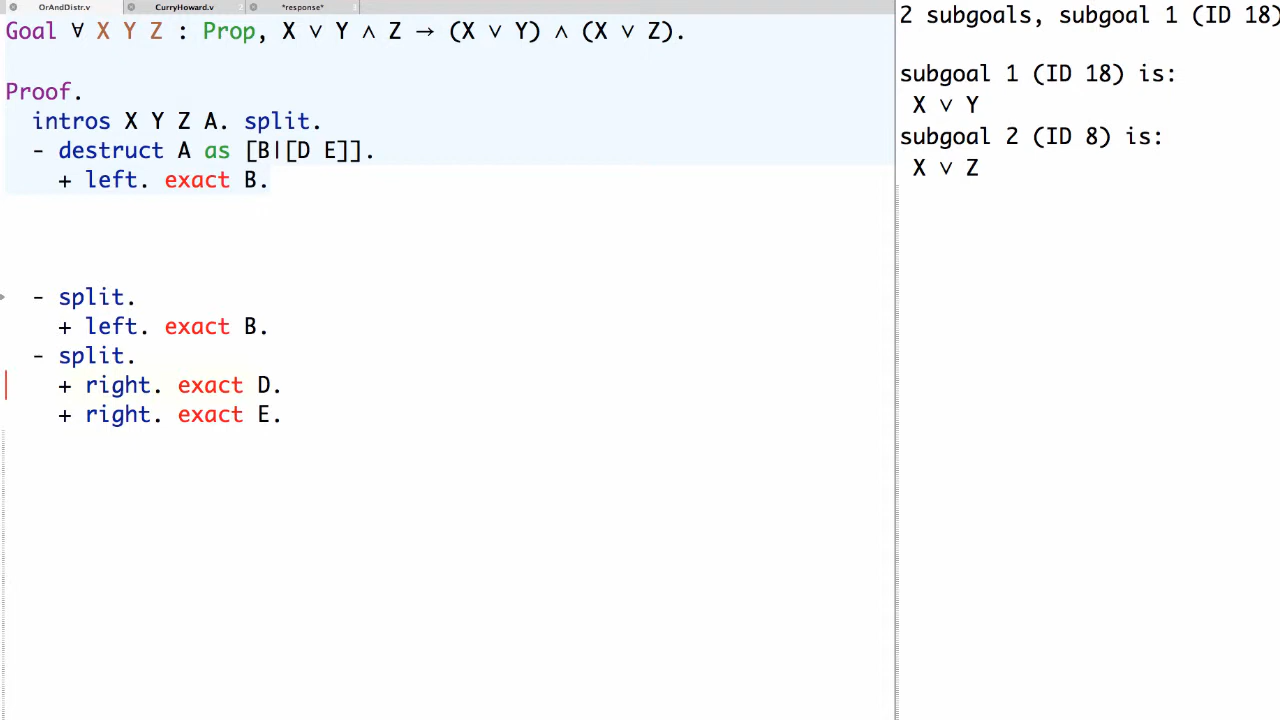 OrAndDistr.v CurryHoward.v *response*
Goal ∀ X Y Z : Prop, X ∨ Y ∧ Z → (X ∨ Y) ∧ (X ∨ Z).
Proof.
intros X Y Z A. split.
- destruct A as [B|[D E]].
+ left. exact B.
- split.
+ left. exact B.
- split.
+ right. exact D.
+ right. exact E.
2 subgoals, subgoal 1 (ID 18)
subgoal 1 (ID 18) is:
X ∨ Y
subgoal 2 (ID 8) is:
X ∨ Z